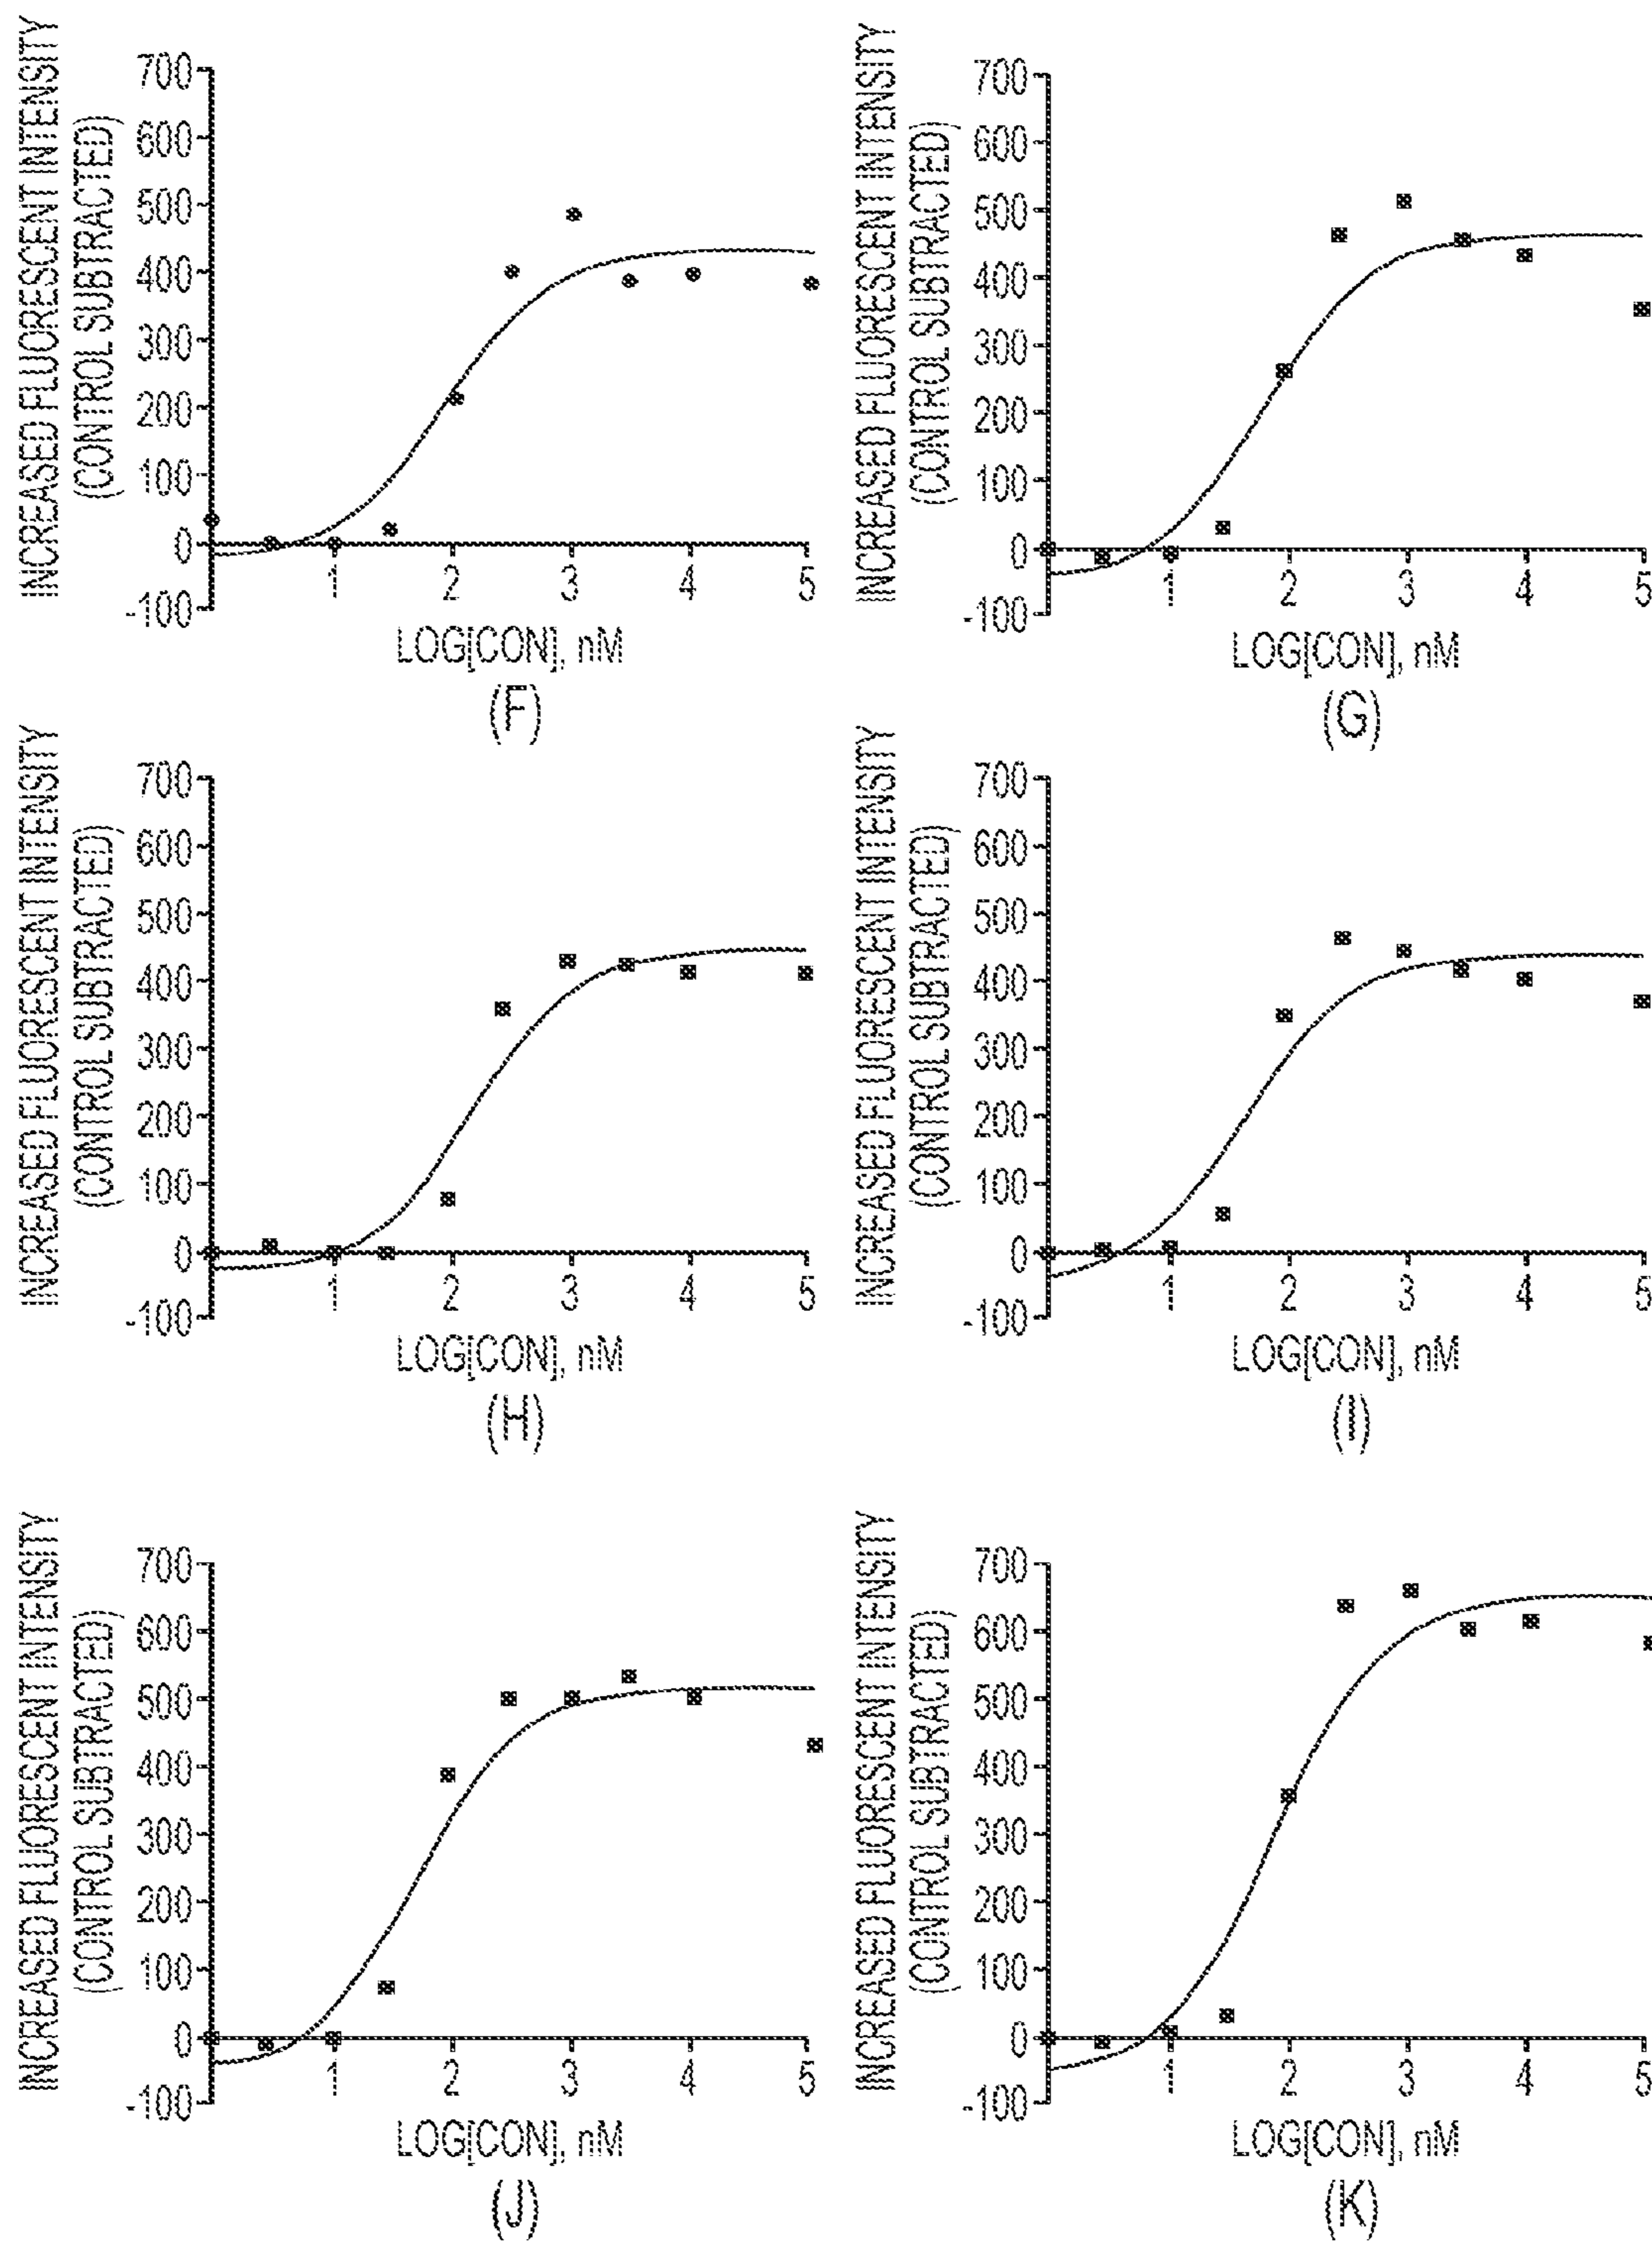 INCREASED FLUORESCENT INTENSITY
(CONTROL SUBTRACTED)
700
600
500
400
300
200
100
0
-100
1 2 3 4 5
LOG[CON], nM
(F)
INCREASED FLUORESCENT INTENSITY
(CONTROL SUBTRACTED)
700
600
500
400
300
200
100
0
-100
1 2 3 4 5
LOG[CON], nM
(G)
INCREASED FLUORESCENT INTENSITY
(CONTROL SUBTRACTED)
700
600
500
400
300
200
100
0
-100
1 2 3 4 5
LOG[CON], nM
(H)
INCREASED FLUORESCENT INTENSITY
(CONTROL SUBTRACTED)
700
600
500
400
300
200
100
0
-100
1 2 3 4 5
LOG[CON], nM
(I)
INCREASED FLUORESCENT INTENSITY
(CONTROL SUBTRACTED)
700
600
500
400
300
200
100
0
-100
1 2 3 4 5
LOG[CON], nM
(J)
INCREASED FLUORESCENT INTENSITY
(CONTROL SUBTRACTED)
700
600
500
400
300
200
100
0
-100
1 2 3 4 5
LOG[CON], nM
(K)